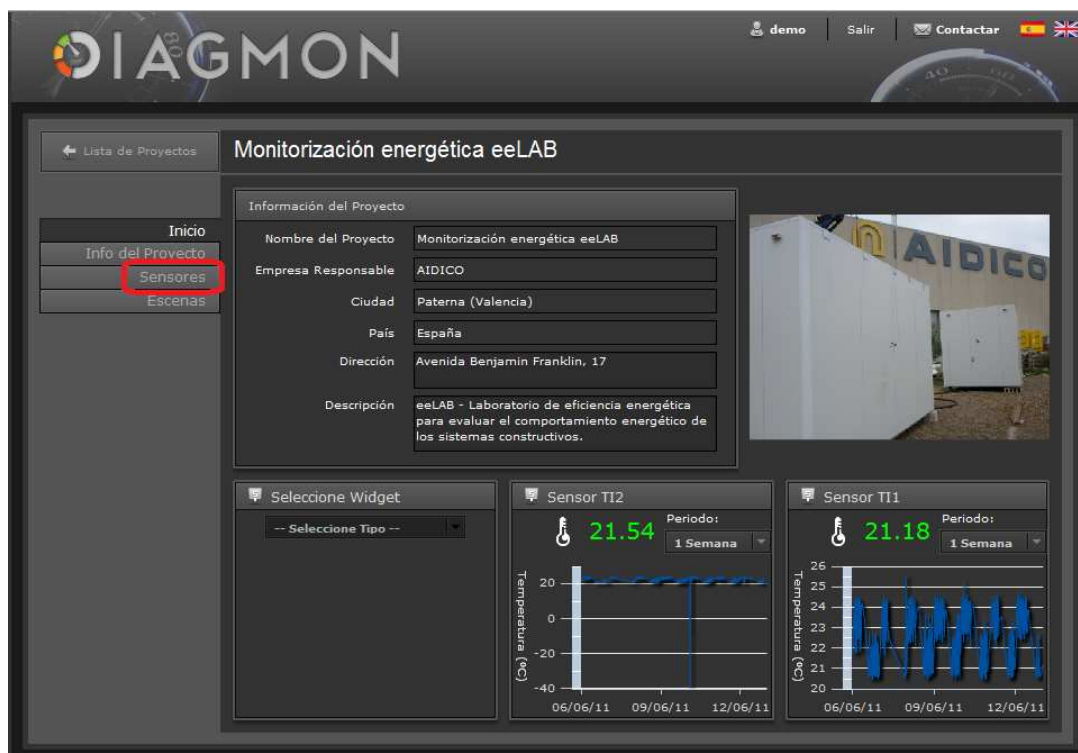 DIAGMON
demo
Salir
Contactar
Lista de Proyectos
Monitorización energética eeLAB
Inicio
Info del Proyecto
Sensores
Escenas
Información del Proyecto
Nombre del Proyecto Monitorización energética eeLAB
Empresa Responsable AIDICO
Ciudad Paterna (Valencia)
País España
Dirección Avenida Benjamin Franklin, 17
Descripción eeLAB - Laboratorio de eficiencia energética
para evaluar el comportamiento energético de
los sistemas constructivos.
AIDICO
Seleccione Widget
-- Seleccione Tipo --
Sensor TI2
21.54
Periodo:
1 Semana
Temperatura (ºC)
20
0
-20
-40
06/06/11 09/06/11 12/06/11
Sensor TI1
21.18
Periodo:
1 Semana
Temperatura (ºC)
26
25
24
23
22
21
20
06/06/11 09/06/11 12/06/11